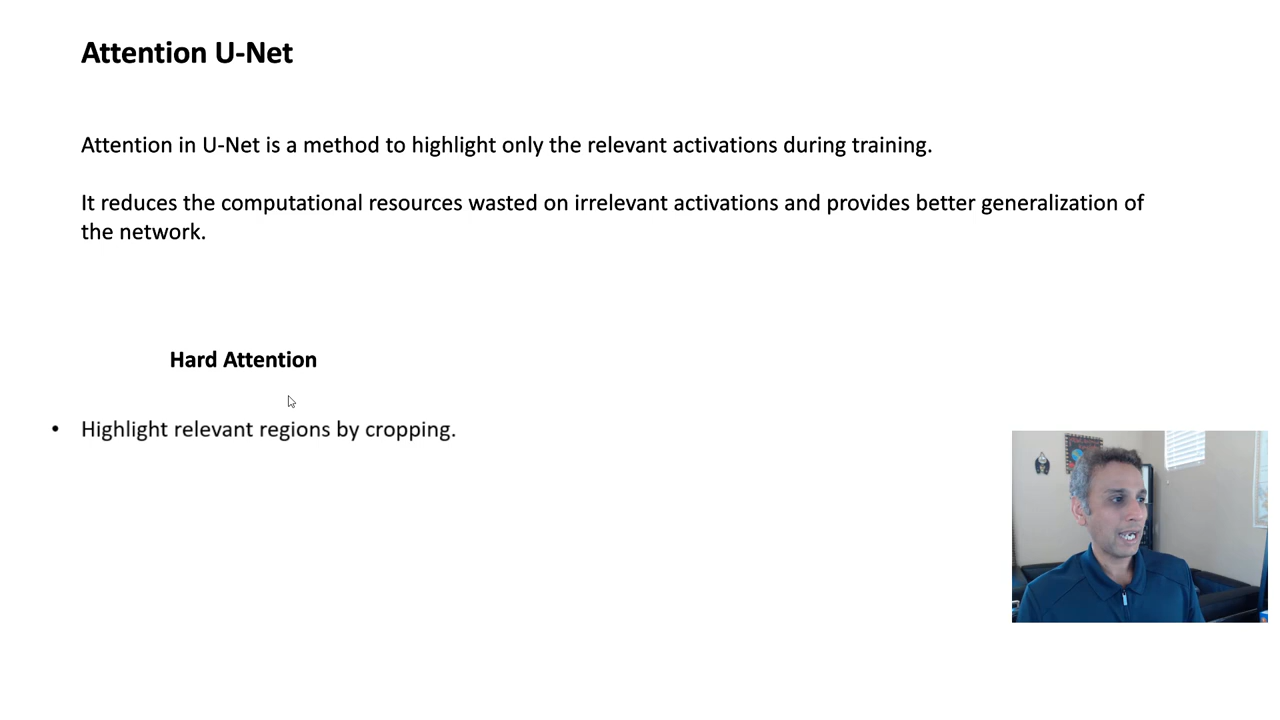 Attention U-Net
Attention in U-Net is a method to highlight only the relevant activations during training.
It reduces the computational resources wasted on irrelevant activations and provides better generalization of
the network.
Hard Attention
• Highlight relevant regions by cropping.